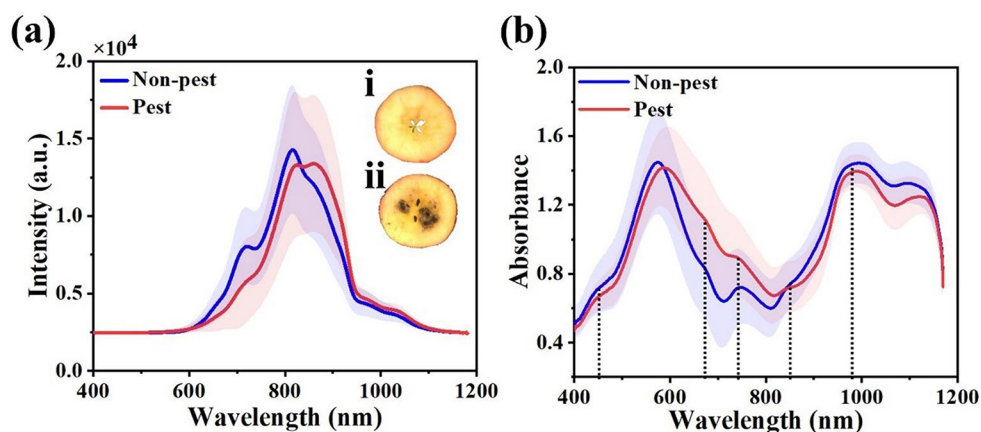 (a)
×10⁴
2.0
1.5
1.0
0.5
0.0
Intensity (a.u.)
Non-pest
Pest
i
ii
400
600
800
1000
1200
Wavelength (nm)
(b)
2.0
1.6
1.2
0.8
0.4
Absorbance
Non-pest
Pest
400
600
800
1000
1200
Wavelength (nm)